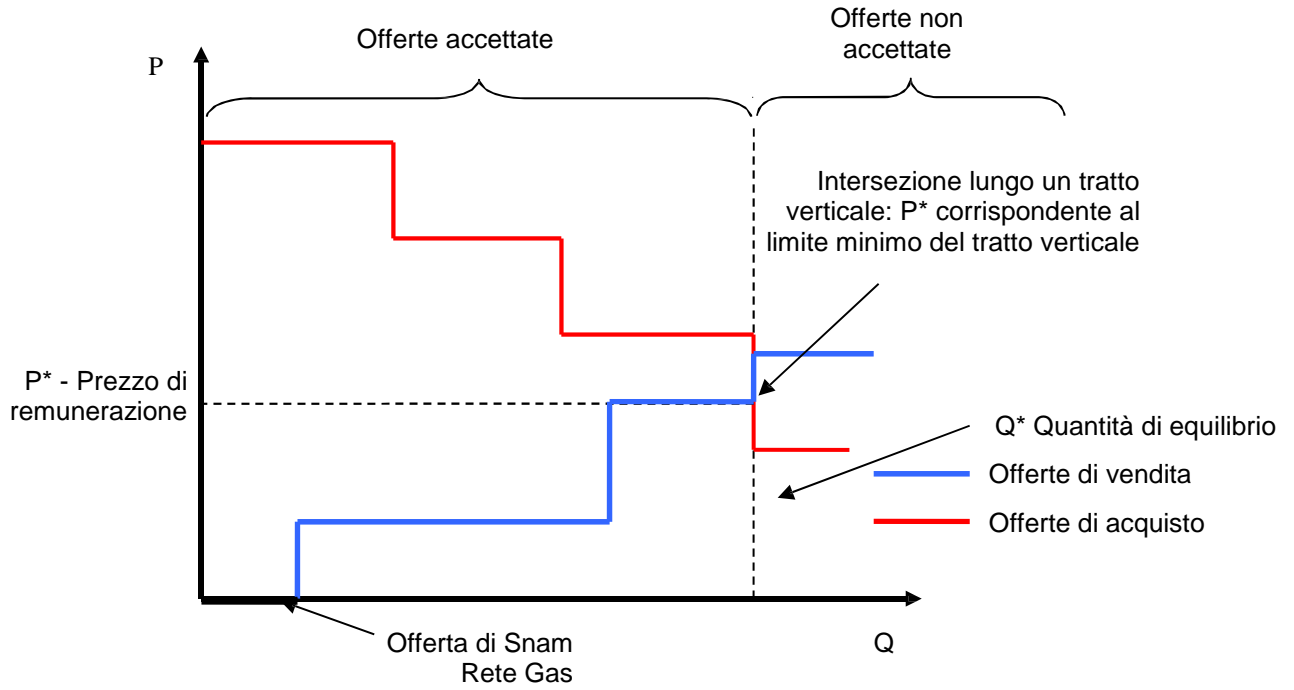 Offerte accettate
Offerte non
accettate
P
Intersezione lungo un tratto
verticale: P* corrispondente al
limite minimo del tratto verticale
P* - Prezzo di
remunerazione
Q* Quantità di equilibrio
Offerte di vendita
Offerte di acquisto
Offerta di Snam
Rete Gas
Q